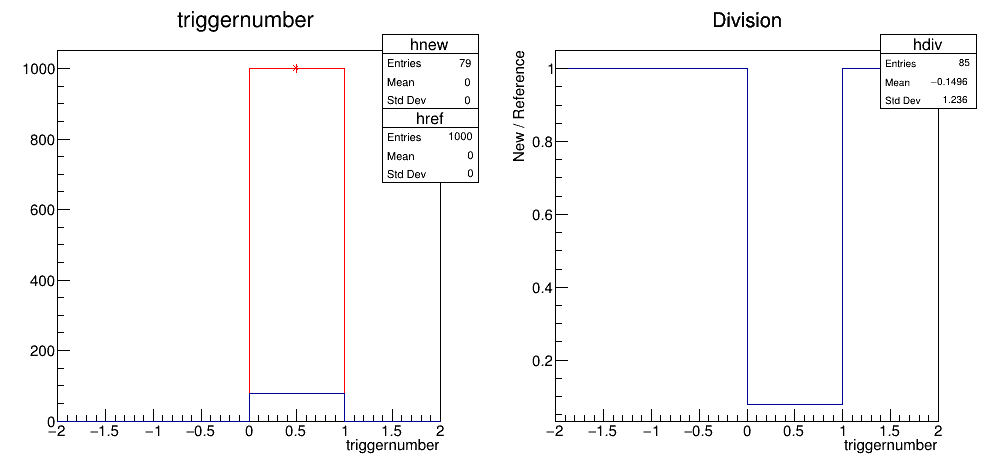 triggernumber
hnew
Entries 79
Mean 0
Std Dev 0
href
Entries 1000
Mean 0
Std Dev 0
1000
800
600
400
200
0
−2 −1.5 −1 −0.5 0 0.5 1 1.5 2
triggernumber
Division
hdiv
Entries 85
Mean −0.1496
Std Dev 1.236
New / Reference
1
0.8
0.6
0.4
0.2
−2 −1.5 −1 −0.5 0 0.5 1 1.5 2
triggernumber